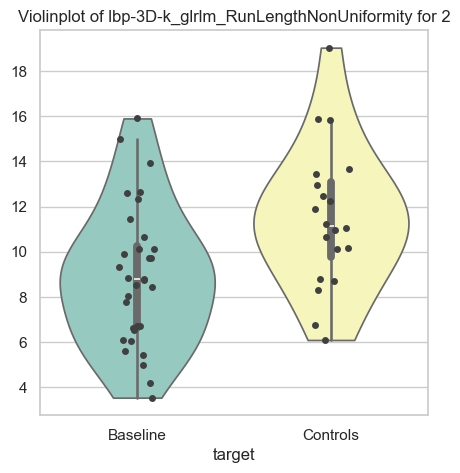 Violinplot of lbp-3D-k_glrlm_RunLengthNonUniformity for 2
18
16
14
12
10
8
6
4
Baseline Controls
target